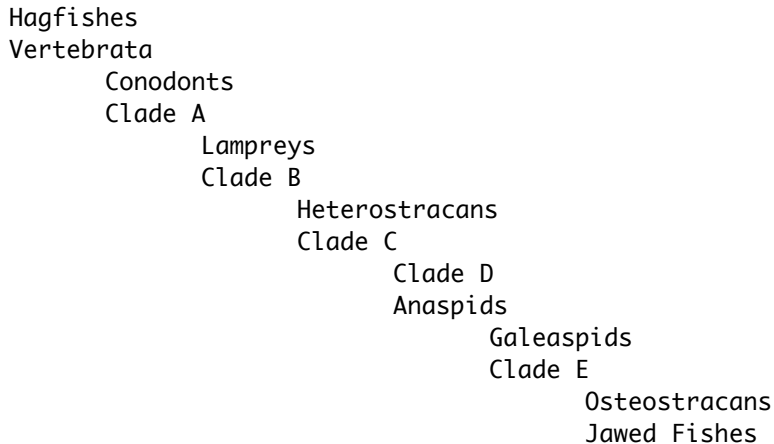 Hagfishes
Vertebrata
Conodonts
Clade A
Lampreys
Clade B
Heterostracans
Clade C
Clade D
Anaspids
Galeaspids
Clade E
Osteostracans
Jawed Fishes